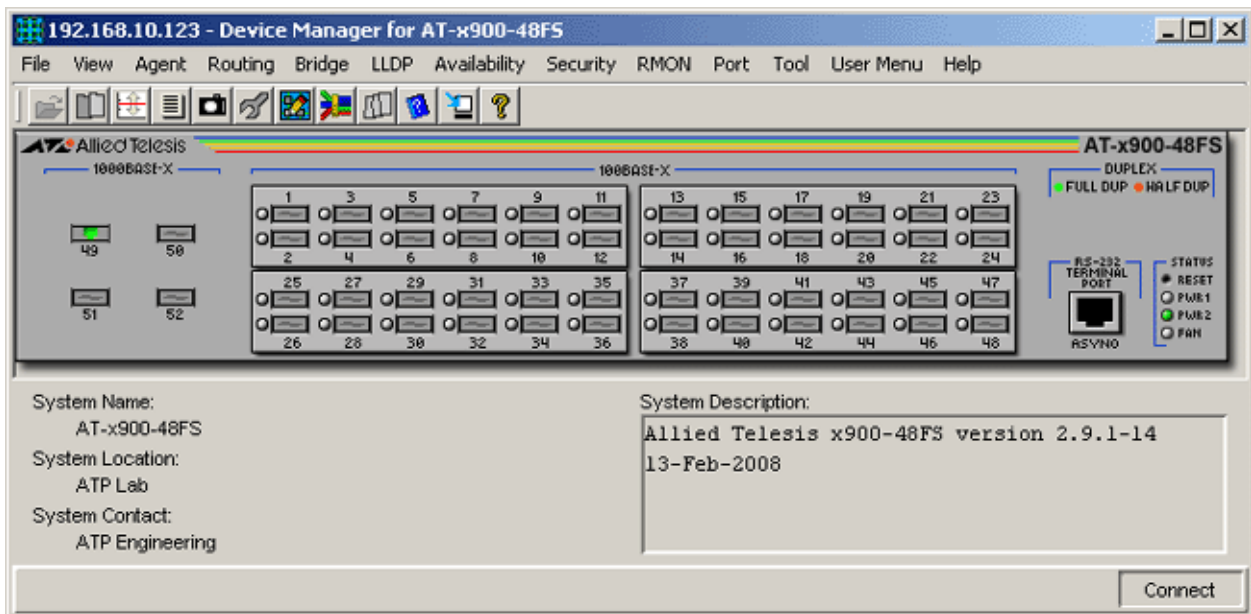 192.168.10.123 - Device Manager for AT-x900-48FS
File View Agent Routing Bridge LLDP Availability Security RMON Port Tool User Menu Help
Allied Telesis
AT-x900-48FS
1000BASE-X
100BASE-X
DUPLEX
FULL DUP HALF DUP
1 3 5 7 9 11 13 15 17 19 21 23
49 50
2 4 6 8 10 12 14 16 18 20 22 24
RS-232 TERMINAL PORT
STATUS
RESET
PWR1
PWR2
FAN
25 27 29 31 33 35 37 39 41 43 45 47
51 52
26 28 30 32 34 36 38 40 42 44 46 48
ASYN0
System Name:
AT-x900-48FS
System Location:
ATP Lab
System Contact:
ATP Engineering
System Description:
Allied Telesis x900-48FS version 2.9.1-14
13-Feb-2008
Connect